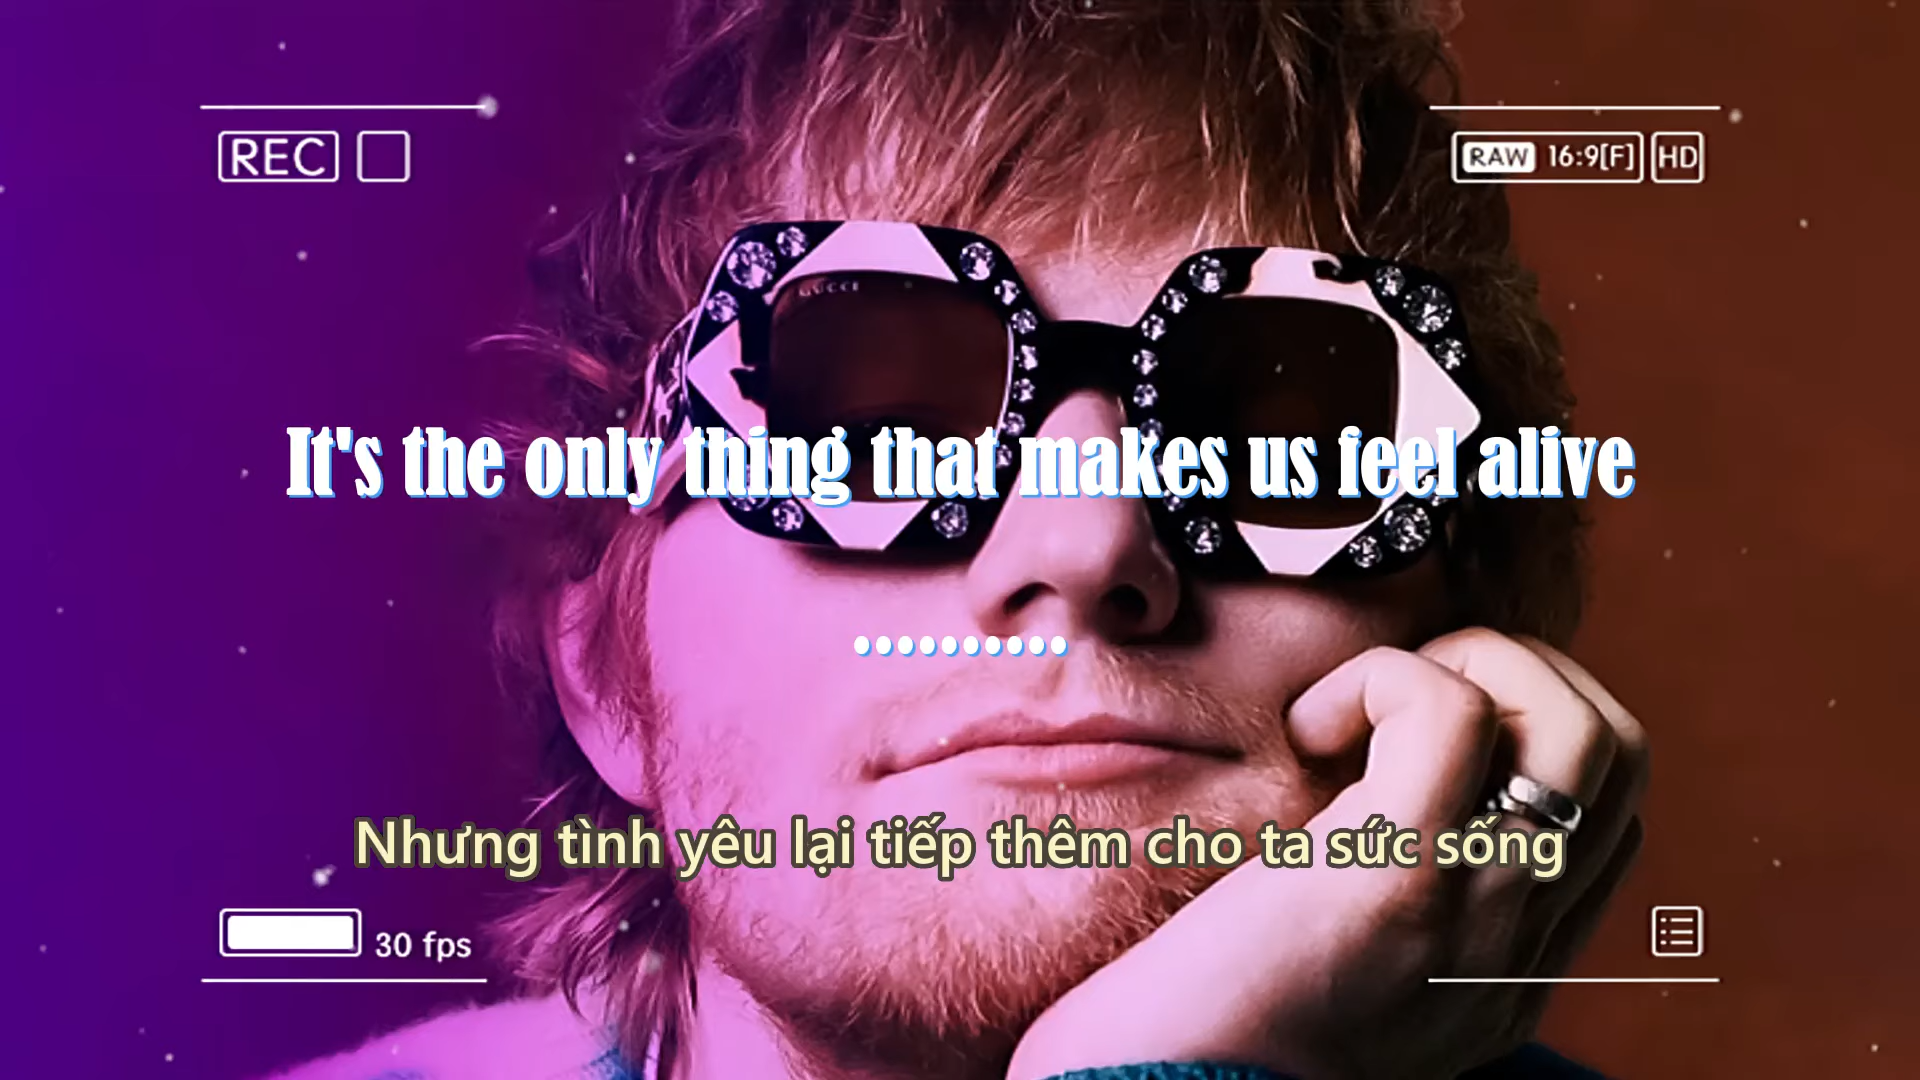 REC
RAW 16:9[F] HD
GUCCI
It's the only thing that makes us feel alive
..........
Nhưng tình yêu lại tiếp thêm cho ta sức sống
30 fps